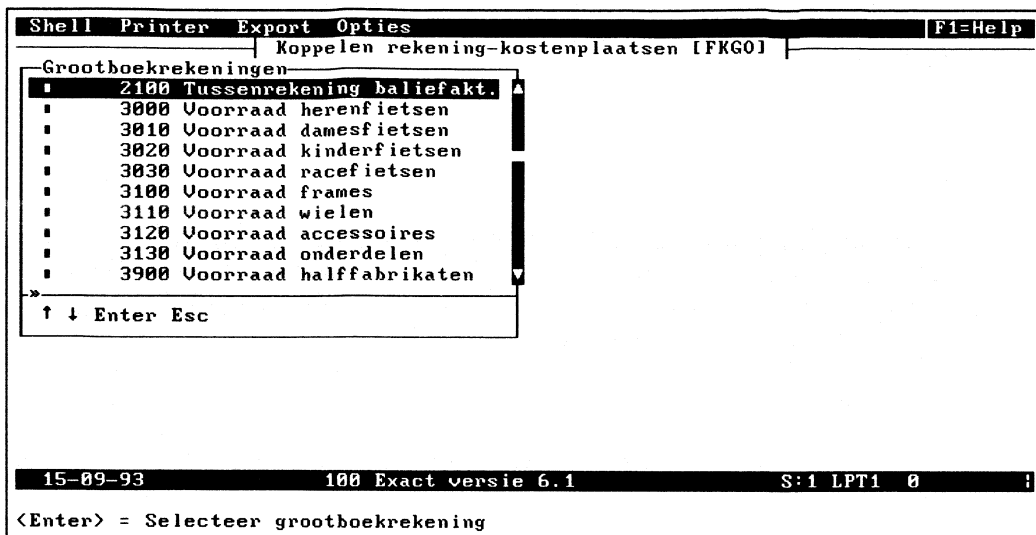 Shell Printer Export Opties F1=Help
Koppelen rekening-kostenplaatsen [FKGO]
Grootboekrekeningen
2100 Tussenrekening baliefakt.
3000 Voorraad herenfietsen
3010 Voorraad damesfietsen
3020 Voorraad kinderfietsen
3030 Voorraad racefietsen
3100 Voorraad frames
3110 Voorraad wielen
3120 Voorraad accessoires
3130 Voorraad onderdelen
3900 Voorraad halffabrikaten
»
↑ ↓ Enter Esc
15-09-93 100 Exact versie 6.1 S:1 LPT1 0
<Enter> = Selecteer grootboekrekening